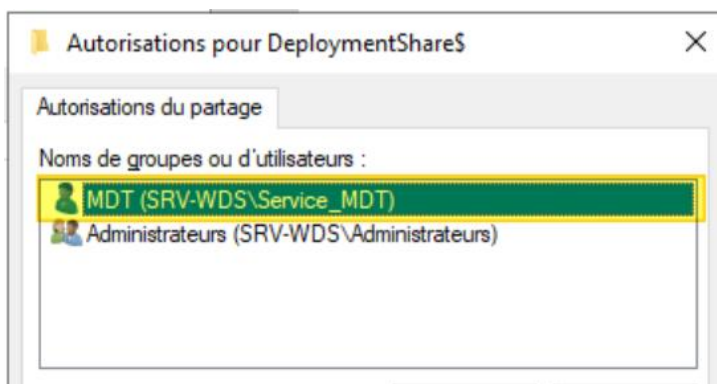 Autorisations pour DeploymentShare$
Autorisations du partage
Noms de groupes ou d'utilisateurs :
MDT (SRV-WDS\Service_MDT)
Administrateurs (SRV-WDS\Administrateurs)